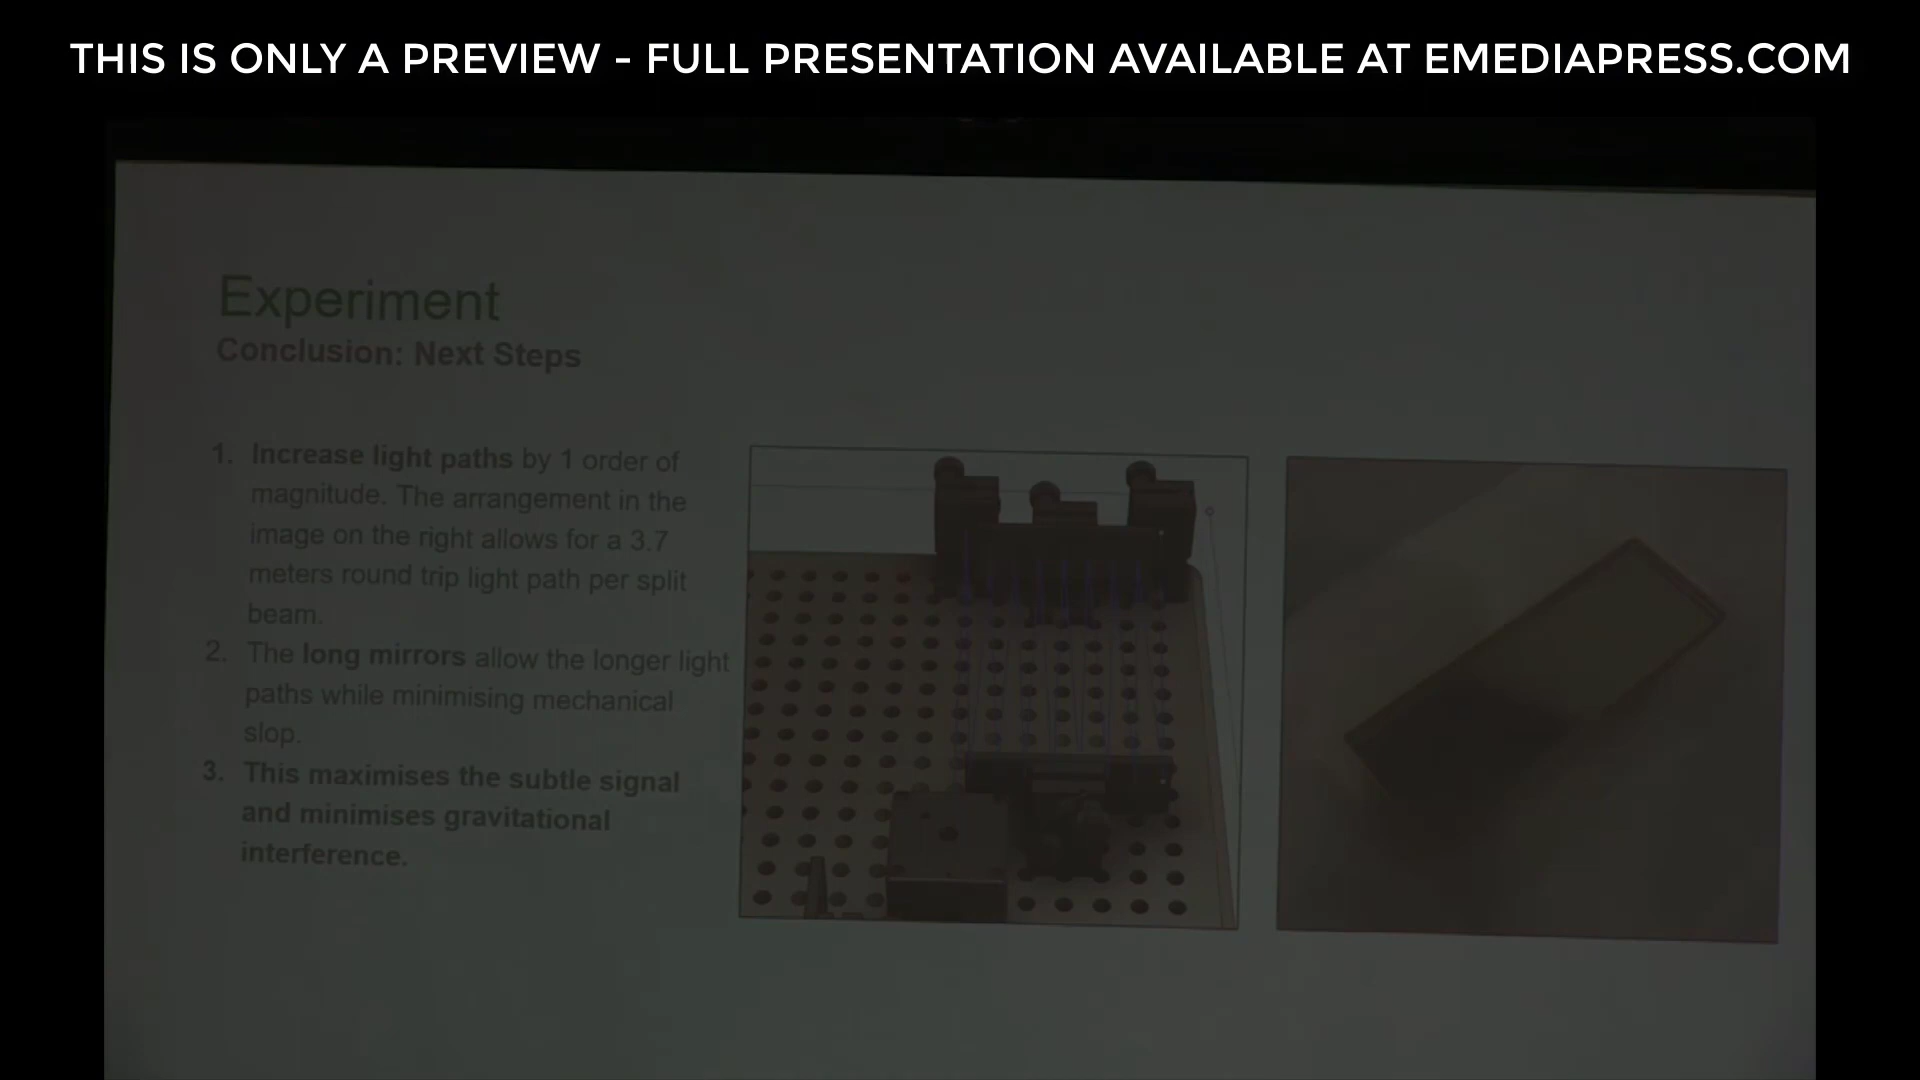 THIS IS ONLY A PREVIEW - FULL PRESENTATION AVAILABLE AT EMEDIAPRESS.COM
Experiment
Conclusion: Next Steps
1. Increase light paths by 1 order of
magnitude. The arrangement in the
image on the right allows for a 3.7
meters round trip light path per split
beam.
2. The long mirrors allow the longer light
paths while minimising mechanical
slop.
3. This maximises the subtle signal
and minimises gravitational
interference.